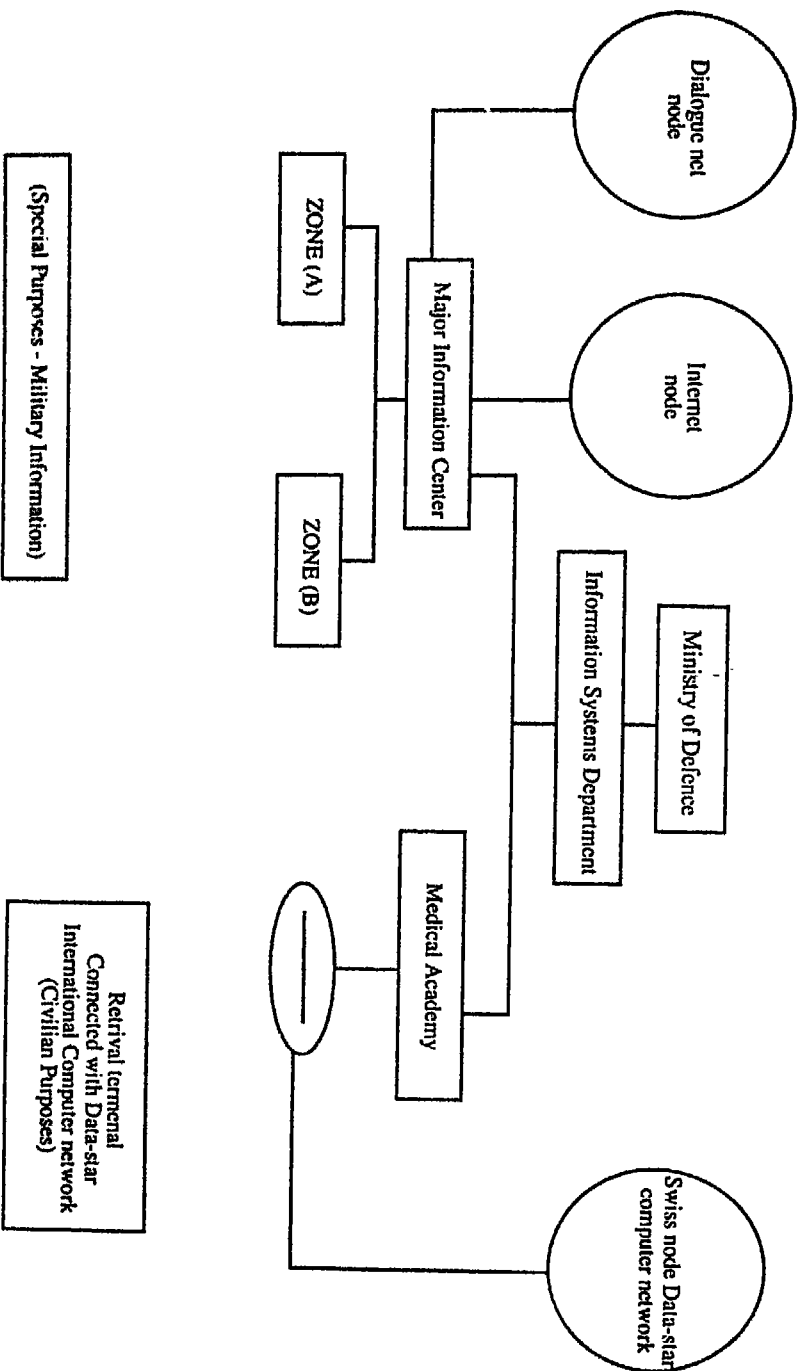 Dialogue net
node
Internet
node
Ministry of Defence
Information Systems Department
Swiss node Data-star
computer network
Major Information Center
Medical Academy
ZONE (A)
ZONE (B)
(Special Purposes - Military Information)
Retrival termenal
Connected with Data-star
International Computer network
(Civilian Purposes)